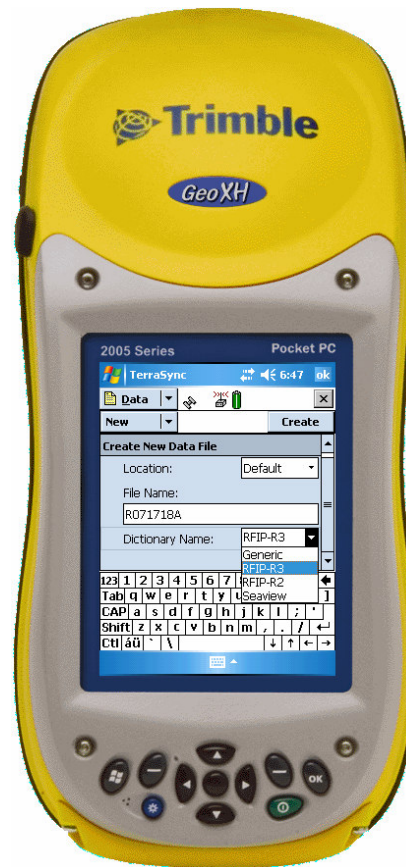 Trimble
GeoXH
2005 Series Pocket PC
TerraSync 6:47 ok
Data
New Create
Create New Data File
Location: Default
File Name:
R071718A
Dictionary Name: RFIP-R3
Generic
RFIP-R3
RFIP-R2
Seaview
123 1 2 3 4 5 6 7
Tab q w e r t y u ]
CAP a s d f g h j k l ; '
Shift z x c v b n m , . /
Ctl áü ` \
OK